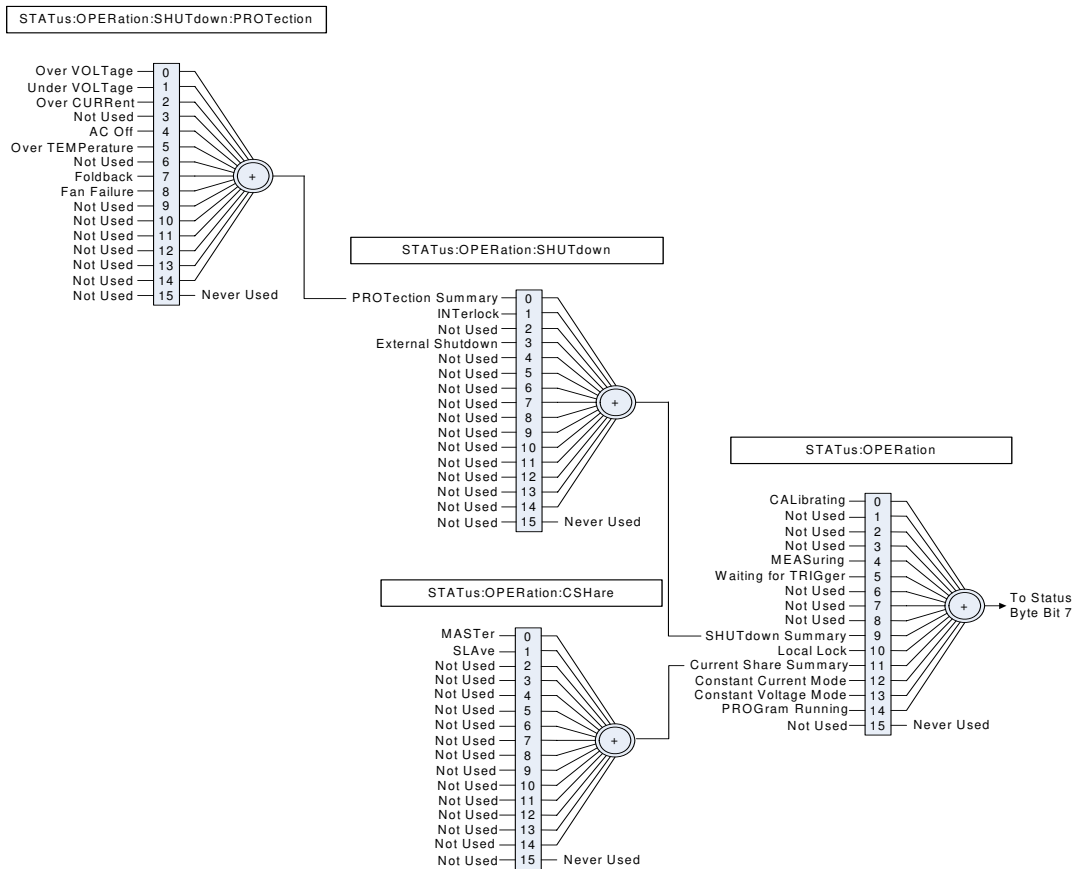 STATus:OPERation:SHUTdown:PROTection
Over VOLTage 0
Under VOLTage 1
Over CURRent 2
Not Used 3
AC Off 4
Over TEMPerature 5
Not Used 6
Foldback 7
Fan Failure 8
Not Used 9
Not Used 10
Not Used 11
Not Used 12
Not Used 13
Not Used 14
Not Used 15 Never Used
+
STATus:OPERation:SHUTdown
PROTection Summary 0
INTerlock 1
Not Used 2
External Shutdown 3
Not Used 4
Not Used 5
Not Used 6
Not Used 7
Not Used 8
Not Used 9
Not Used 10
Not Used 11
Not Used 12
Not Used 13
Not Used 14
Not Used 15 Never Used
+
STATus:OPERation:CSHare
MASTer 0
SLAve 1
Not Used 2
Not Used 3
Not Used 4
Not Used 5
Not Used 6
Not Used 7
Not Used 8
Not Used 9
Not Used 10
Not Used 11
Not Used 12
Not Used 13
Not Used 14
Not Used 15 Never Used
+
STATus:OPERation
CALibrating 0
Not Used 1
Not Used 2
Not Used 3
MEASuring 4
Waiting for TRIGger 5
Not Used 6
Not Used 7
Not Used 8
SHUTdown Summary 9
Local Lock 10
Current Share Summary 11
Constant Current Mode 12
Constant Voltage Mode 13
PROGram Running 14
Not Used 15 Never Used
+
To Status
Byte Bit 7